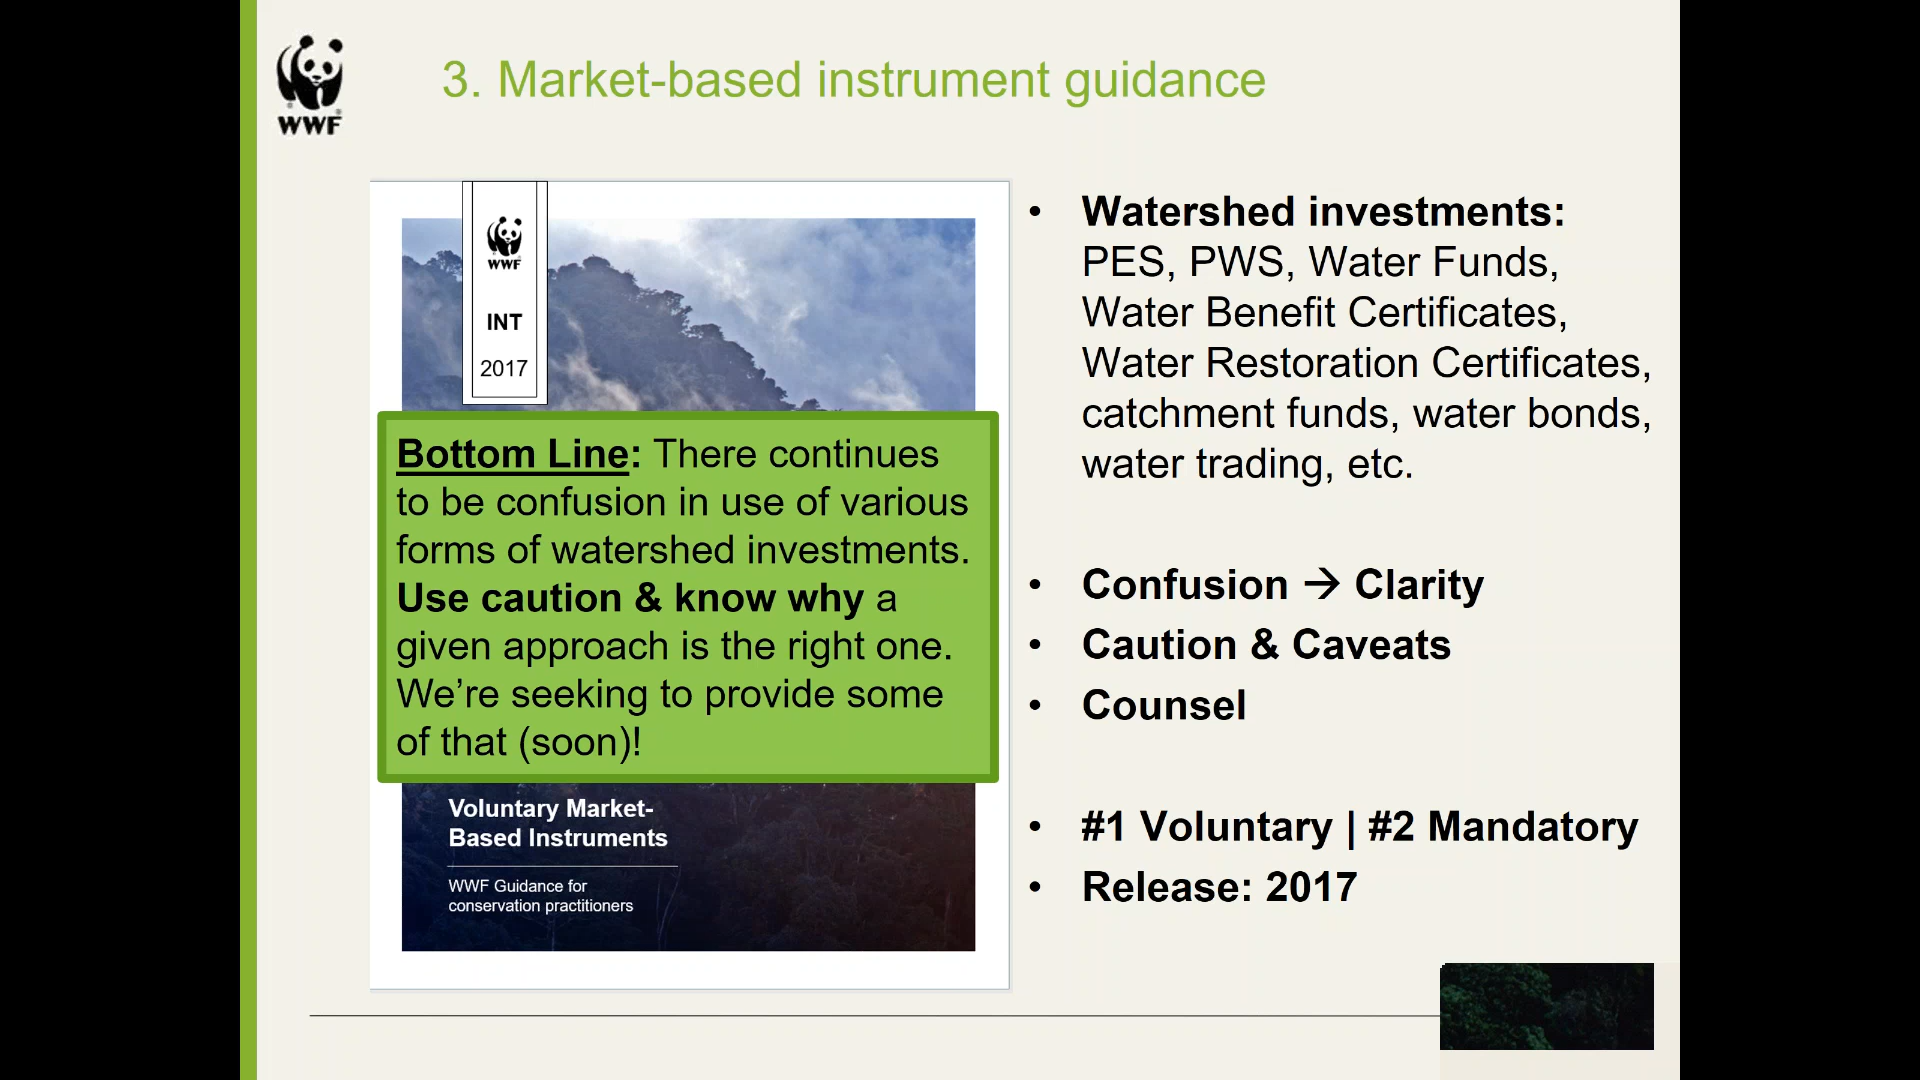 WWF
3. Market-based instrument guidance
WWF
INT
2017
Bottom Line: There continues
to be confusion in use of various
forms of watershed investments.
Use caution & know why a
given approach is the right one.
We’re seeking to provide some
of that (soon)!
Voluntary Market-
Based Instruments
WWF Guidance for
conservation practitioners
• Watershed investments:
PES, PWS, Water Funds,
Water Benefit Certificates,
Water Restoration Certificates,
catchment funds, water bonds,
water trading, etc.
• Confusion → Clarity
• Caution & Caveats
• Counsel
• #1 Voluntary | #2 Mandatory
• Release: 2017